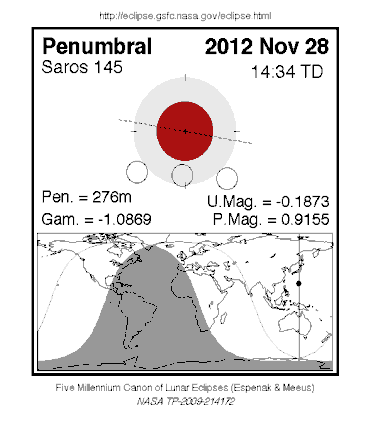 http://eclipse.gsfc.nasa.gov/eclipse.html
Penumbral 2012 Nov 28
Saros 145 14:34 TD
Pen. = 276m U.Mag. = -0.1873
Gam. = -1.0869 P.Mag. = 0.9155
Five Millennium Canon of Lunar Eclipses (Espenak & Meeus)
NASA TP-2009-214172